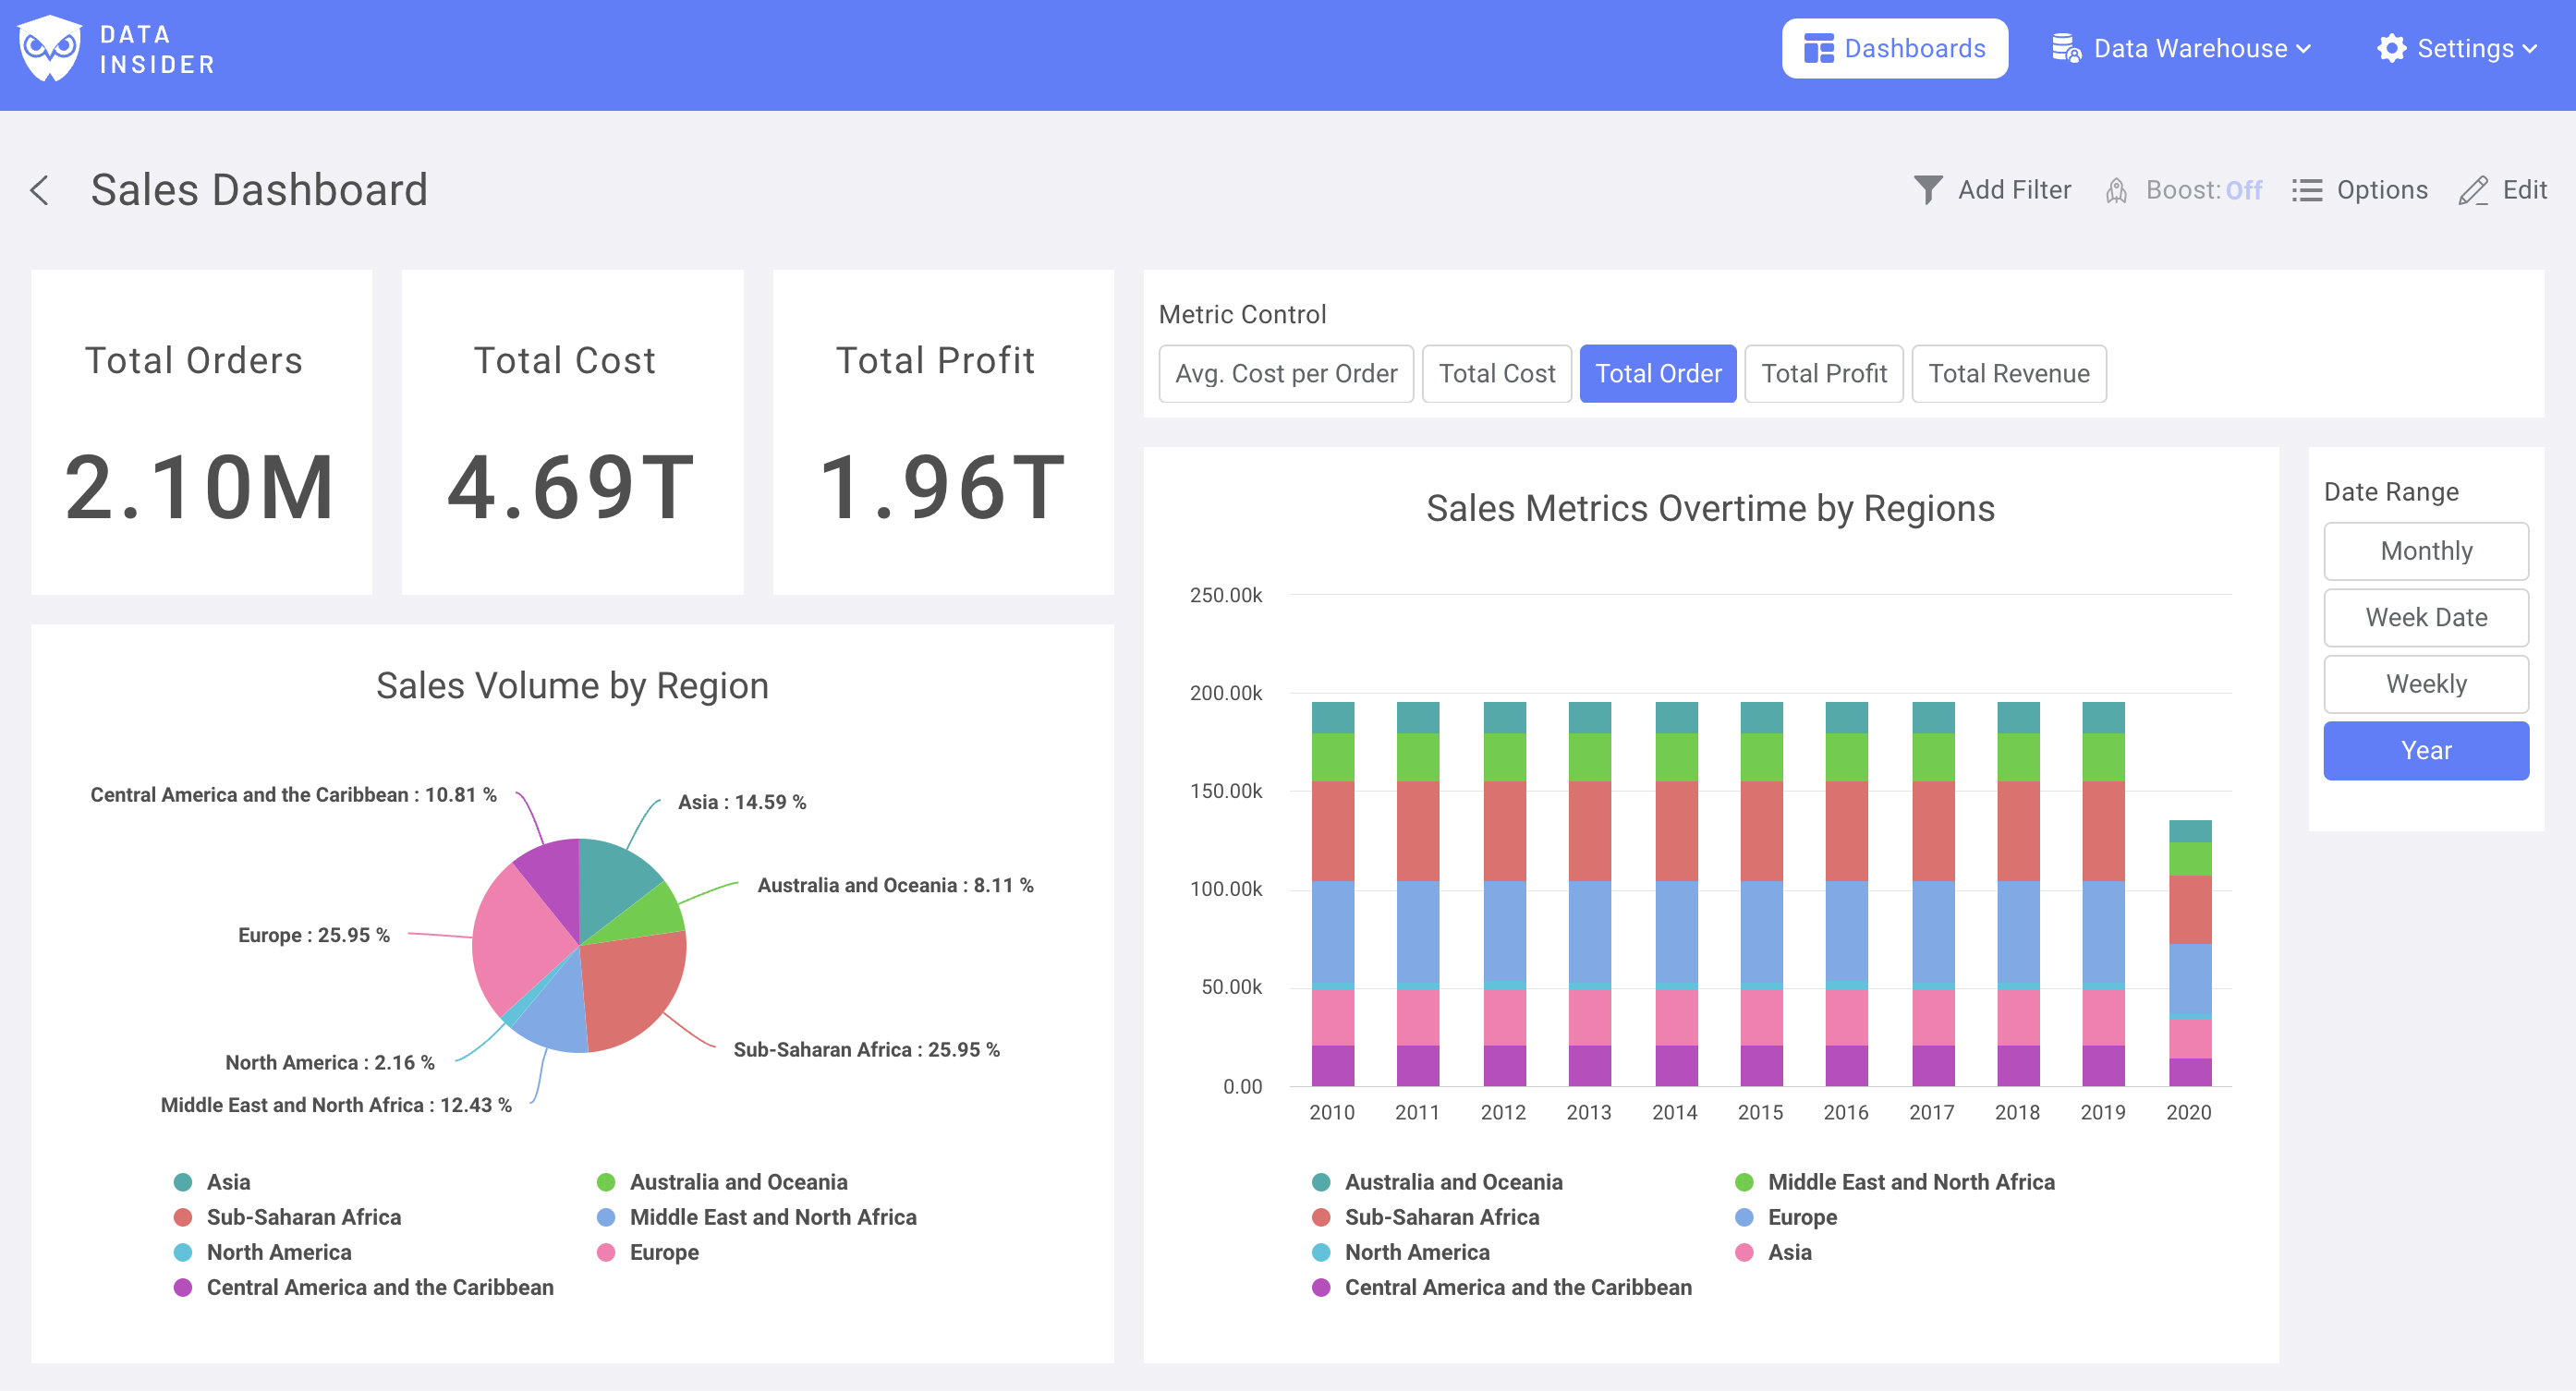 DATA
INSIDER
Dashboards
Data Warehouse
Settings
Sales Dashboard
Add Filter
Boost: Off
Options
Edit
Total Orders
2.10M
Total Cost
4.69T
Total Profit
1.96T
Metric Control
Avg. Cost per Order
Total Cost
Total Order
Total Profit
Total Revenue
Sales Volume by Region
Central America and the Caribbean : 10.81 %
Asia : 14.59 %
Australia and Oceania : 8.11 %
Europe : 25.95 %
Sub-Saharan Africa : 25.95 %
North America : 2.16 %
Middle East and North Africa : 12.43 %
Asia
Australia and Oceania
Sub-Saharan Africa
Middle East and North Africa
North America
Europe
Central America and the Caribbean
Sales Metrics Overtime by Regions
250.00k
200.00k
150.00k
100.00k
50.00k
0.00
2010 2011 2012 2013 2014 2015 2016 2017 2018 2019 2020
Australia and Oceania
Middle East and North Africa
Sub-Saharan Africa
Europe
North America
Asia
Central America and the Caribbean
Date Range
Monthly
Week Date
Weekly
Year